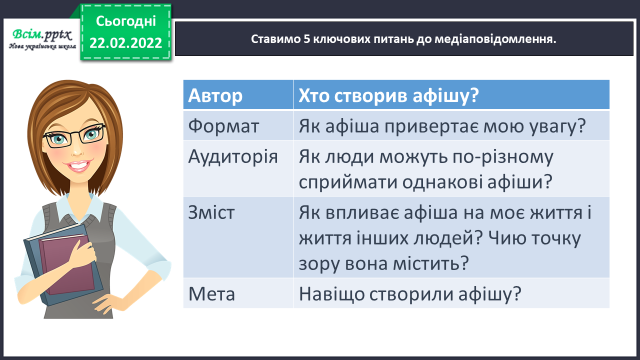 Всім.pptx
Нова українська школа
Сьогодні
22.02.2022
Ставимо 5 ключових питань до медіаповідомлення.
Автор Хто створив афішу?
Формат Як афіша привертає мою увагу?
Аудиторія Як люди можуть по-різному
сприймати однакові афіши?
Зміст Як впливає афіша на моє життя і
життя інших людей? Чию точку
зору вона містить?
Мета Навіщо створили афішу?